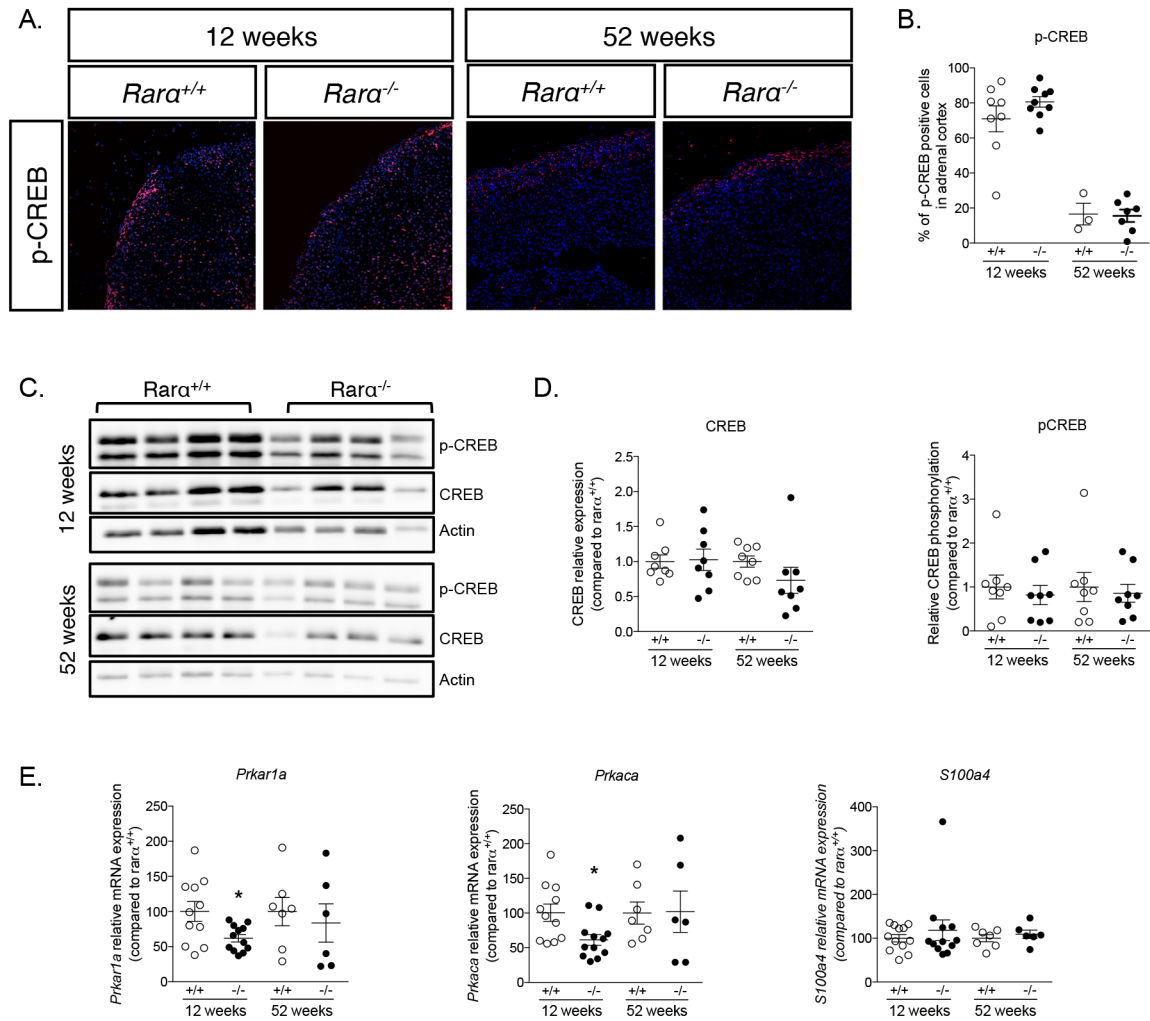 A.
12 weeks
52 weeks
Rarα+/+
Rarα-/-
Rarα+/+
Rarα-/-
p-CREB
B.
p-CREB
% of p-CREB positive cells
in adrenal cortex
100
80
60
40
20
0
+/+
-/-
+/+
-/-
12 weeks
52 weeks
C.
Rarα+/+
Rarα-/-
12 weeks
p-CREB
CREB
Actin
52 weeks
p-CREB
CREB
Actin
D.
CREB
CREB relative expression
(compared to rarα+/+)
2.5
2.0
1.5
1.0
0.5
0.0
+/+
-/-
+/+
-/-
12 weeks
52 weeks
pCREB
Relative CREB phosphorylation
(compared to rarα+/+)
4
3
2
1
0
+/+
-/-
+/+
-/-
12 weeks
52 weeks
E.
Prkar1a
Prkar1a relative mRNA expression
(compared to rarα+/+)
250
200
150
100
50
0
*
+/+
-/-
+/+
-/-
12 weeks
52 weeks
Prkaca
Prkaca relative mRNA expression
(compared to rarα+/+)
250
200
150
100
50
0
*
+/+
-/-
+/+
-/-
12 weeks
52 weeks
S100a4
S100a4 relative mRNA expression
(compared to rarα+/+)
400
300
200
100
0
+/+
-/-
+/+
-/-
12 weeks
52 weeks